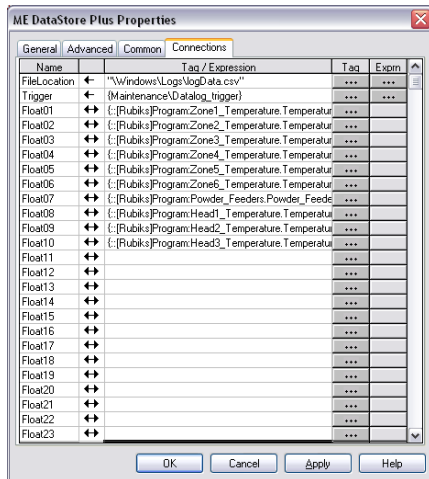 ME DataStore Plus Properties
General Advanced Common Connections
Name Tag / Expression Tag Exprn
FileLocation ← "\Windows\Logs\logData.csv" ... ...
Trigger ← {Maintenance\Datalog_trigger} ... ...
Float01 ↔ {::[Rubiks]Program:Zone1_Temperature.Temperatur ...
Float02 ↔ {::[Rubiks]Program:Zone2_Temperature.Temperatur ...
Float03 ↔ {::[Rubiks]Program:Zone3_Temperature.Temperatur ...
Float04 ↔ {::[Rubiks]Program:Zone4_Temperature.Temperatur ...
Float05 ↔ {::[Rubiks]Program:Zone5_Temperature.Temperatur ...
Float06 ↔ {::[Rubiks]Program:Zone6_Temperature.Temperatur ...
Float07 ↔ {::[Rubiks]Program:Powder_Feeders.Powder_Feede ...
Float08 ↔ {::[Rubiks]Program:Head1_Temperature.Temperatu ...
Float09 ↔ {::[Rubiks]Program:Head2_Temperature.Temperatu ...
Float10 ↔ {::[Rubiks]Program:Head3_Temperature.Temperatu ...
Float11 ↔ ...
Float12 ↔ ...
Float13 ↔ ...
Float14 ↔ ...
Float15 ↔ ...
Float16 ↔ ...
Float17 ↔ ...
Float18 ↔ ...
Float19 ↔ ...
Float20 ↔ ...
Float21 ↔ ...
Float22 ↔ ...
Float23 ↔ ...
OK Cancel Apply Help